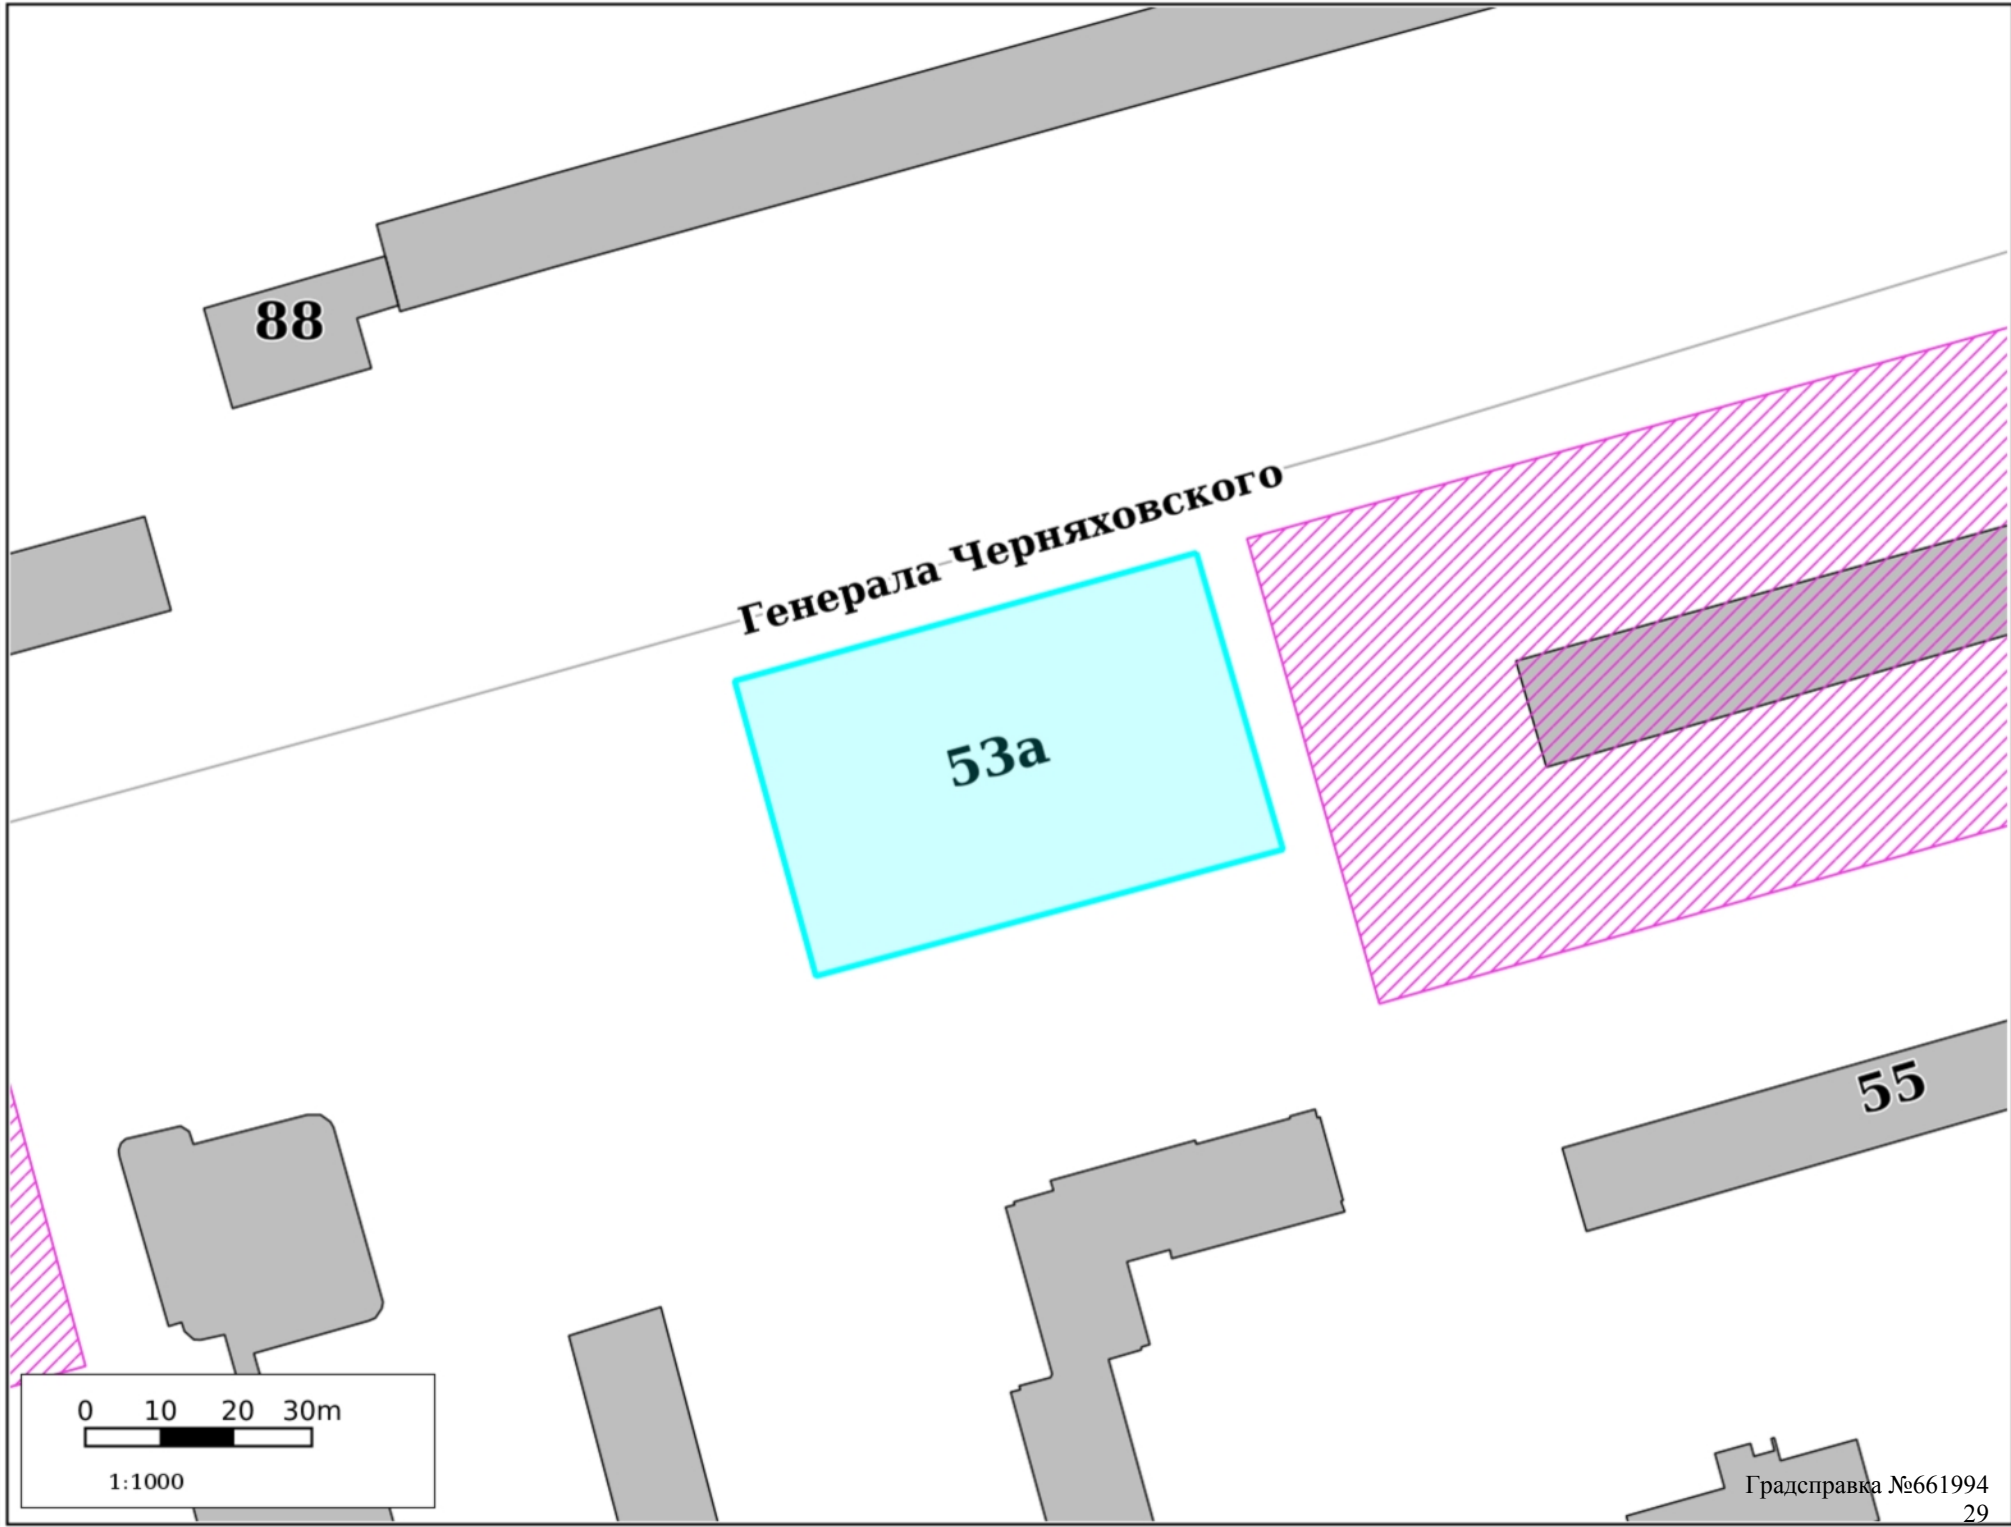 88
Генерала Черняховского
53а
55
0 10 20 30m
1:1000
Градсправка №661994
29